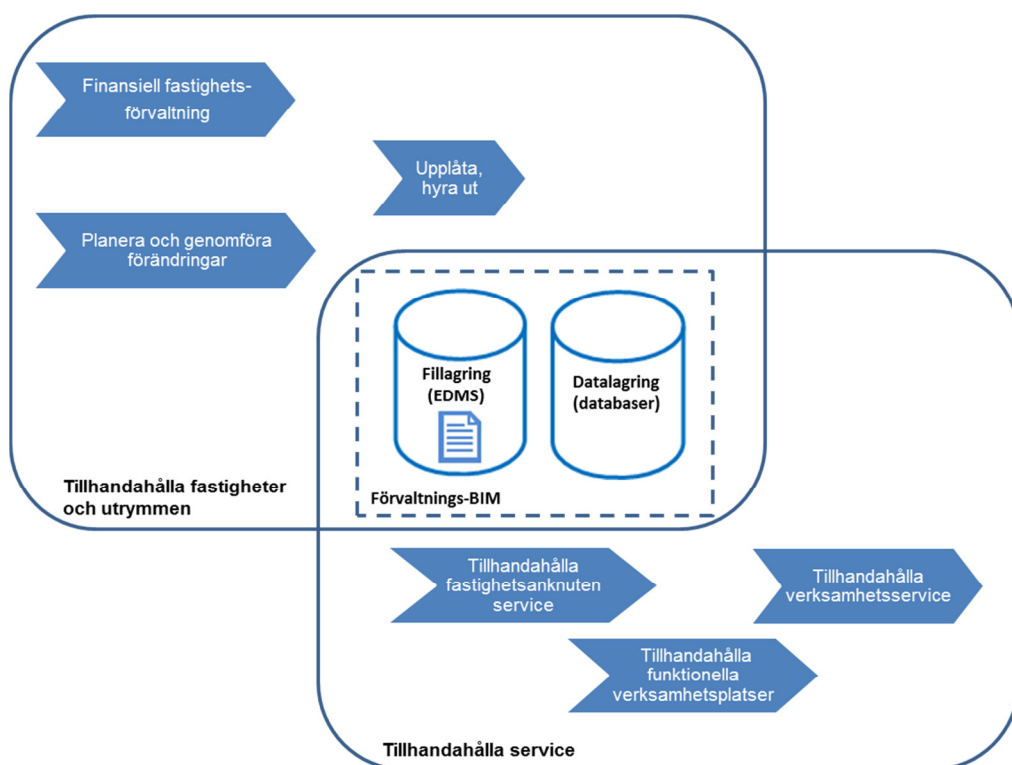 Finansiell fastighets-
förvaltning
Upplåta,
hyra ut
Planera och genomföra
förändringar
Fillagring
(EDMS)
Datalagring
(databaser)
Förvaltnings-BIM
Tillhandahålla fastigheter
och utrymmen
Tillhandahålla
fastighetsanknuten
service
Tillhandahålla
verksamhetsservice
Tillhandahålla
funktionella
verksamhetsplatser
Tillhandahålla service